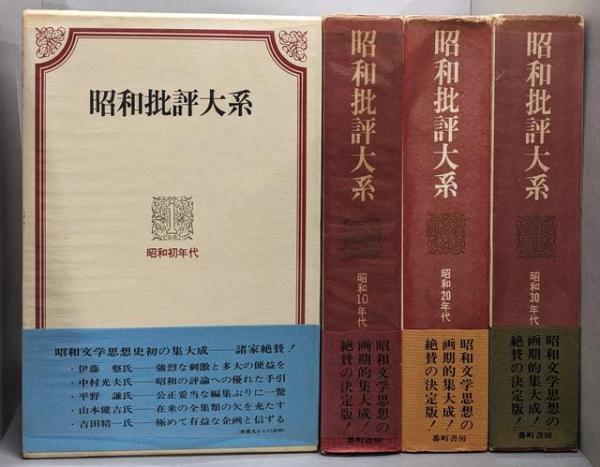 昭和批評大系
1
昭和初年代
昭和文学思想史初の集大成——諸家絶賛！
・伊藤 整氏——強烈な刺激と多大の便益を
・中村光夫氏——昭和の評論への優れた手引
・平野 謙氏——公正妥当な編集ぶりに一驚
・山本健吉氏——在来の全集類の欠を充たす
・吉田精一氏——極めて有益な企画と信ずる
昭和批評大系
昭和10年代
昭和文学思想の
画期的集大成！
絶賛の決定版！
番町書房
昭和批評大系
3
昭和20年代
昭和文学思想の
画期的集大成！
絶賛の決定版！
番町書房
昭和批評大系
4
昭和30年代
昭和文学思想の
画期的集大成！
絶賛の決定版！
番町書房